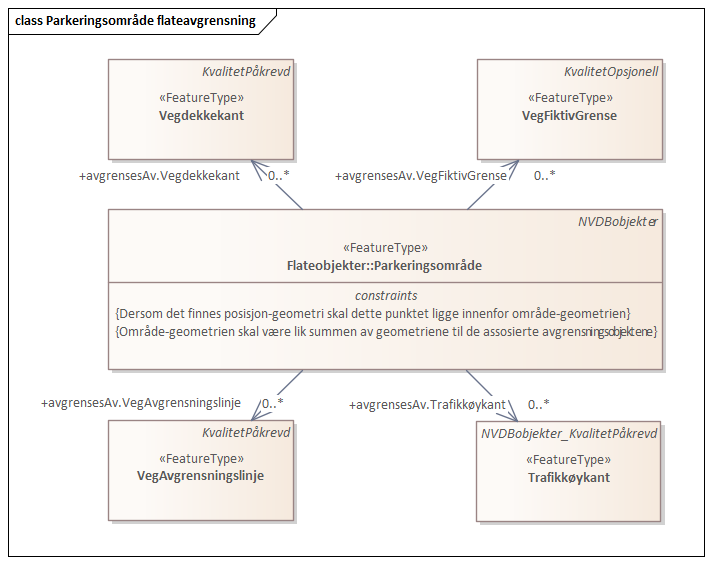 class Parkeringsområde flateavgrensning
KvalitetPåkrevd
«FeatureType»
Vegdekkekant
KvalitetOpsjonell
«FeatureType»
VegFiktivGrense
+avgrensesAv.Vegdekkekant 0..*
+avgrensesAv.VegFiktivGrense 0..*
NVDBobjekter
«FeatureType»
Flateobjekter::Parkeringsområde
constraints
{Dersom det finnes posisjon-geometri skal dette punktet ligge innenfor område-geometrien}
{Område-geometrien skal være lik summen av geometriene til de assosierte avgrensningsobjektene}
+avgrensesAv.VegAvgrensningslinje 0..*
+avgrensesAv.Trafikkøykant 0..*
KvalitetPåkrevd
«FeatureType»
VegAvgrensningslinje
NVDBobjekter_KvalitetPåkrevd
«FeatureType»
Trafikkøykant